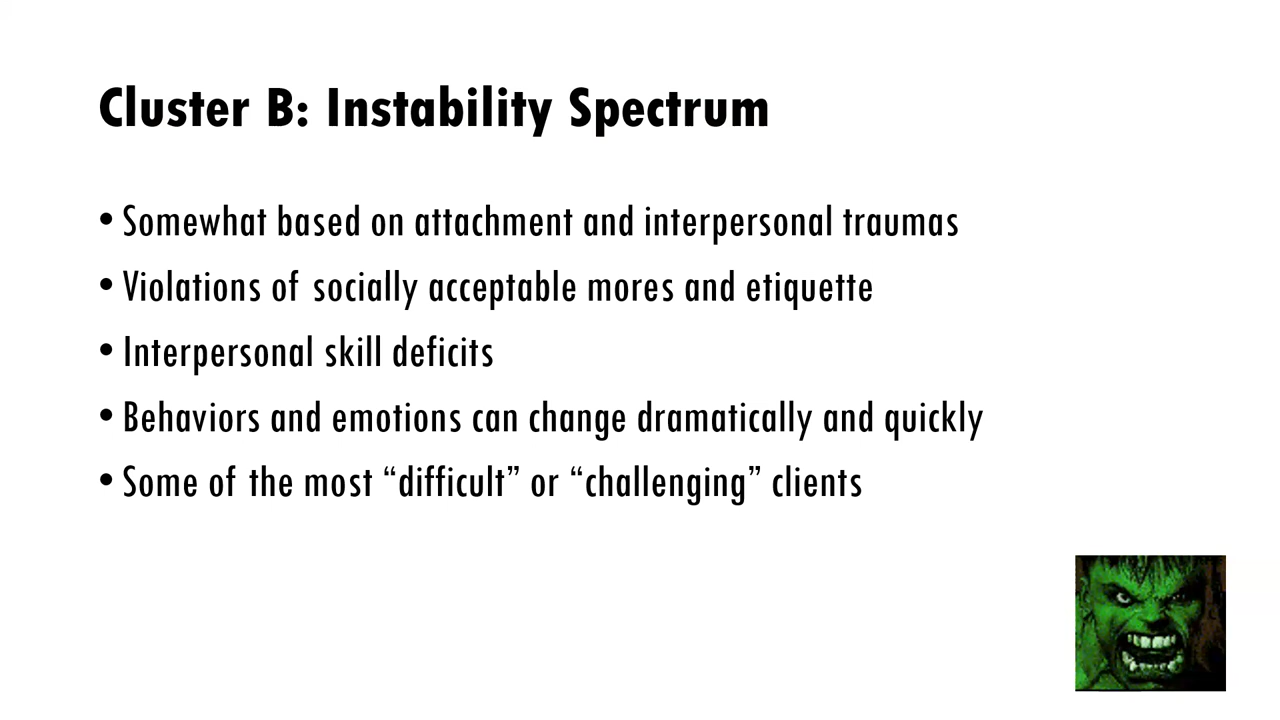 Cluster B: Instability Spectrum
• Somewhat based on attachment and interpersonal traumas
• Violations of socially acceptable mores and etiquette
• Interpersonal skill deficits
• Behaviors and emotions can change dramatically and quickly
• Some of the most “difficult” or “challenging” clients